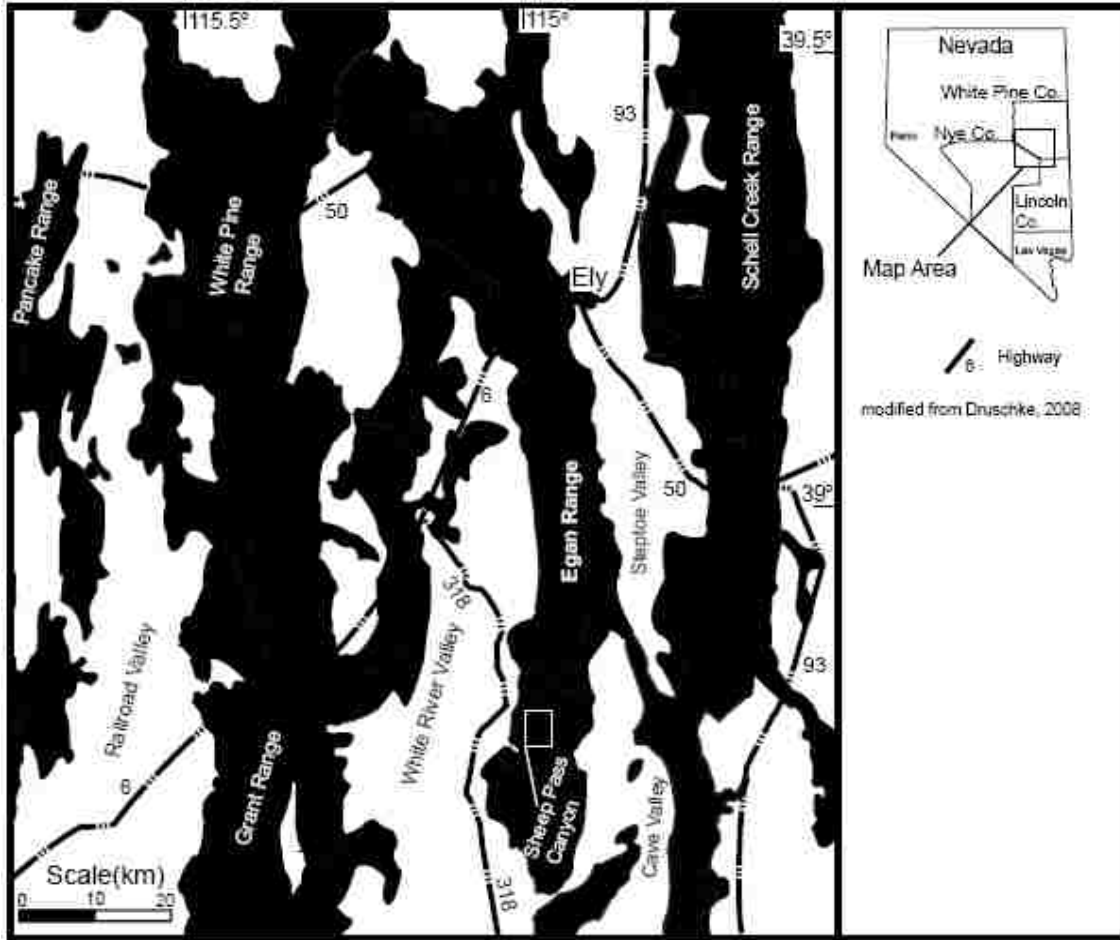 115.5°
115°
39.5°
93
50
Pancake Range
White Pine
Range
Schell Creek Range
Ely
6
50
39°
Egan Range
Steptoe Valley
318
93
Railroad Valley
White River Valley
6
Grant Range
Sheep Pass
Canyon
Cave Valley
318
Scale(km)
0 10 20
Nevada
White Pine Co.
Nye Co.
Lincoln
Co.
Las Vegas
Map Area
6 Highway
modified from Druschke, 2008